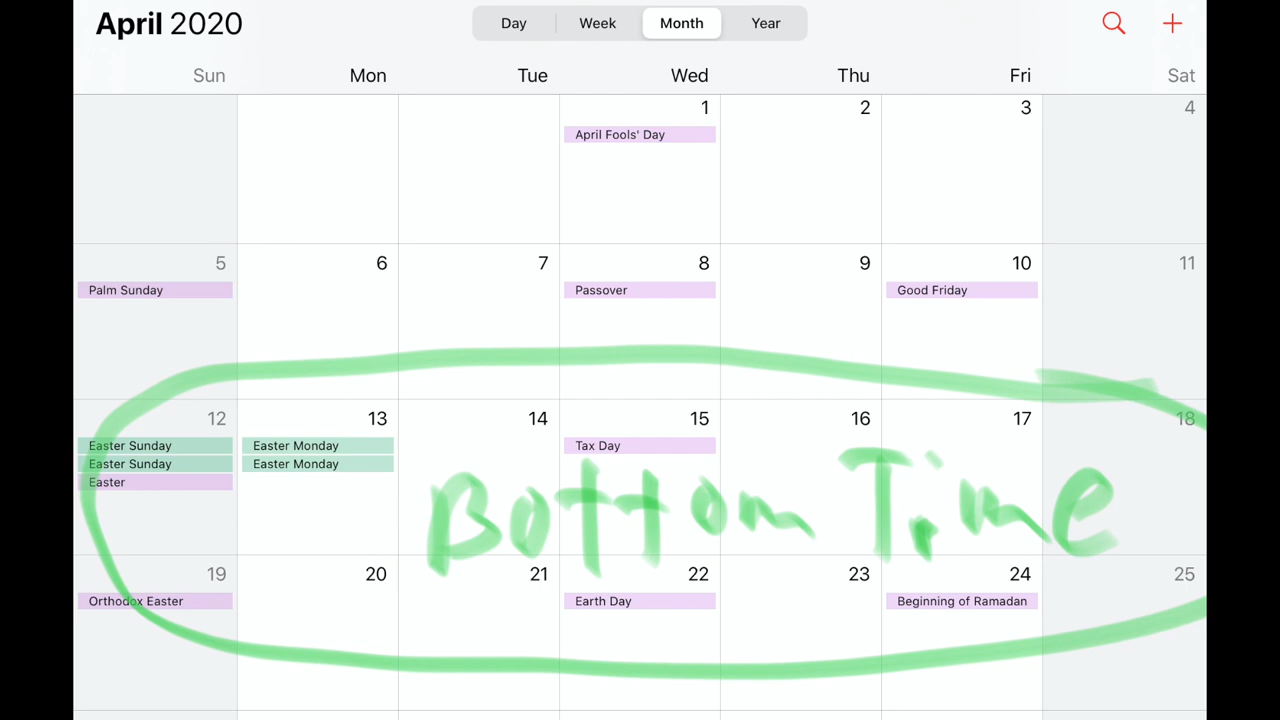 April 2020 Day Week Month Year
Sun Mon Tue Wed Thu Fri Sat
1 2 3 4
April Fools' Day
5 6 7 8 9 10 11
Palm Sunday Passover Good Friday
12 13 14 15 16 17 18
Easter Sunday Easter Monday Tax Day
Easter Sunday Easter Monday
Easter
Bottom Time
19 20 21 22 23 24 25
Orthodox Easter Earth Day Beginning of Ramadan